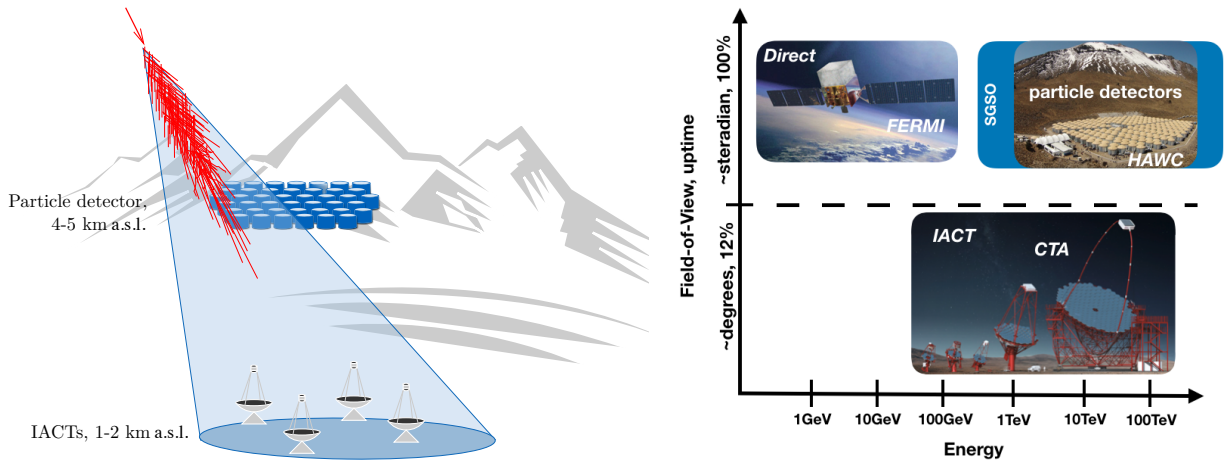 Particle detector,
4-5 km a.s.l.
IACTs, 1-2 km a.s.l.
Field-of-View, uptime
~steradian, 100%
~degrees, 12%
Direct
FERMI
SGSO
particle detectors
HAWC
IACT
CTA
1GeV 10GeV 100GeV 1TeV 10TeV 100TeV
Energy